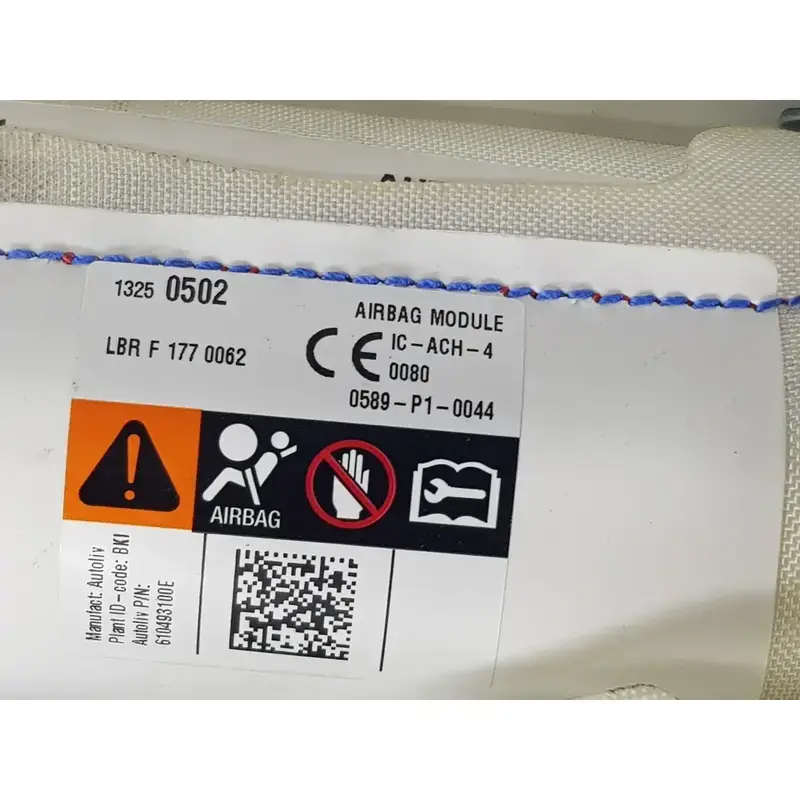 1325 0502
AIRBAG MODULE
LBR F 177 0062
CE IC-ACH-4
0080
0589-P1-0044
AIRBAG
Manufact: Autoliv
Plant ID-code: BKI
Autoliv P/N:
610493100E